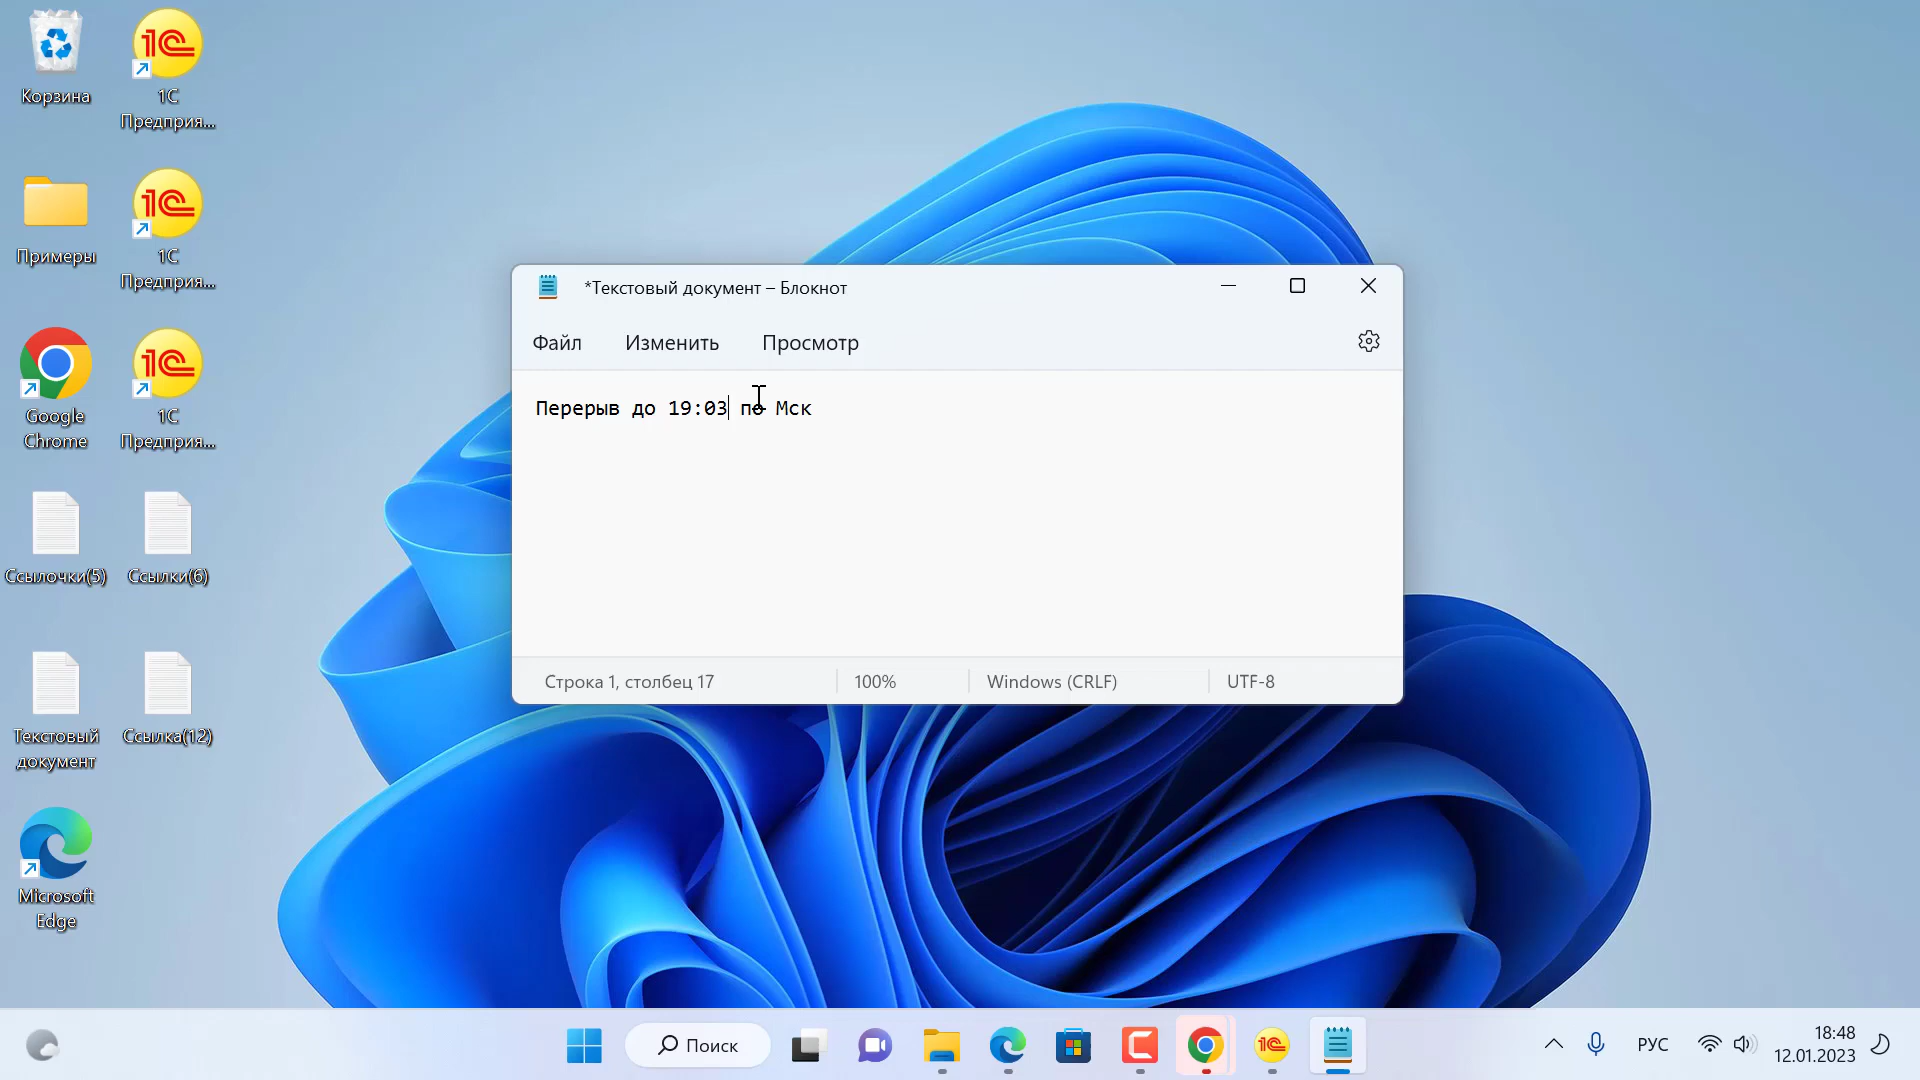 Корзина
1С
Предприя...
Примеры
1С
Предприя...
Google
Chrome
1С
Предприя...
Ссылочки(5)
Ссылки(6)
Текстовый
документ
Ссылка(12)
Microsoft
Edge
*Текстовый документ – Блокнот
Файл Изменить Просмотр
Перерыв до 19:03 по Мск
Строка 1, столбец 17 100% Windows (CRLF) UTF-8
Поиск
РУС
18:48
12.01.2023